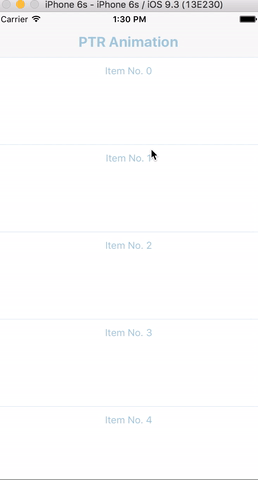 iPhone 6s - iPhone 6s / iOS 9.3 (13E230)
Carrier 1:30 PM
PTR Animation
Item No. 0
Item No. 1
Item No. 2
Item No. 3
Item No. 4